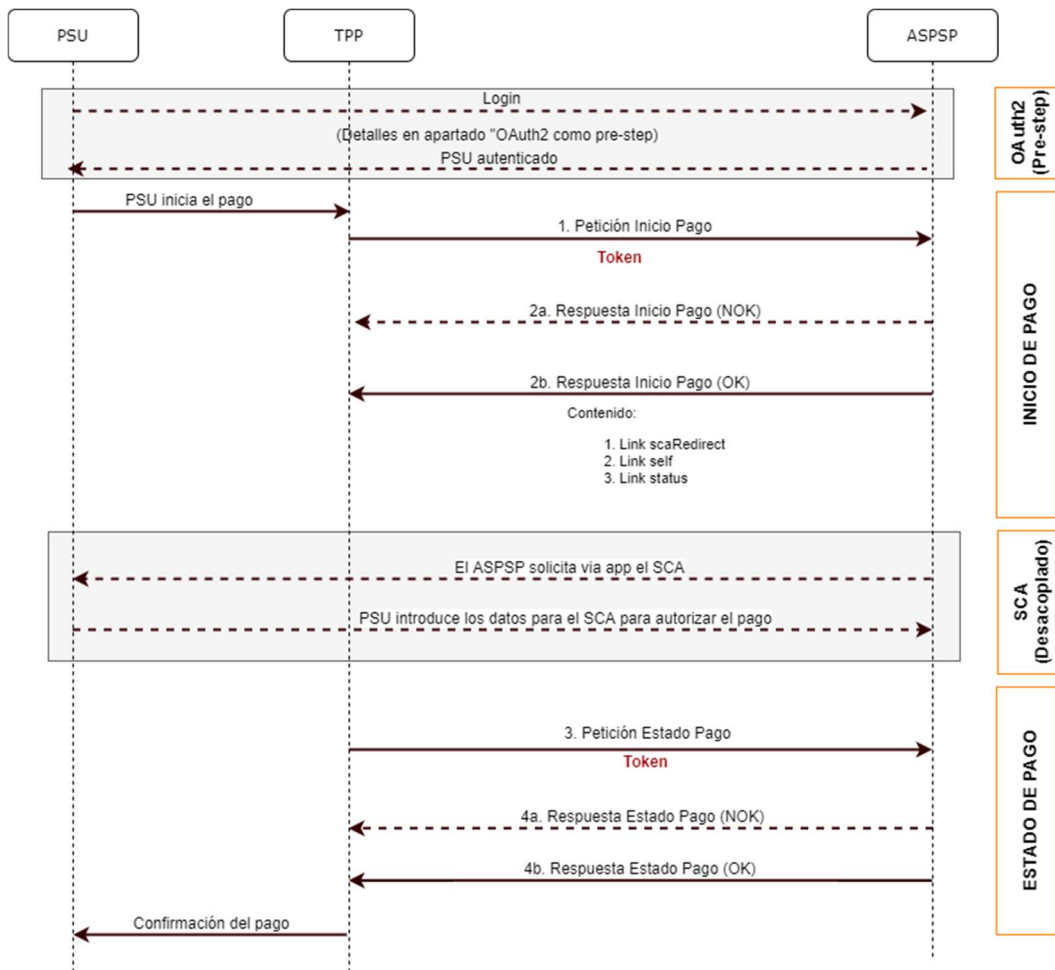 PSU
TPP
ASPSP
Login
(Detalles en apartado "OAuth2 como pre-step)
PSU autenticado
OAuth2
(Pre-step)
PSU inicia el pago
1. Petición Inicio Pago
Token
2a. Respuesta Inicio Pago (NOK)
2b. Respuesta Inicio Pago (OK)
Contenido:
1. Link scaRedirect
2. Link self
3. Link status
INICIO DE PAGO
El ASPSP solicita via app el SCA
PSU introduce los datos para el SCA para autorizar el pago
SCA
(Desacoplado)
3. Petición Estado Pago
Token
4a. Respuesta Estado Pago (NOK)
4b. Respuesta Estado Pago (OK)
Confirmación del pago
ESTADO DE PAGO